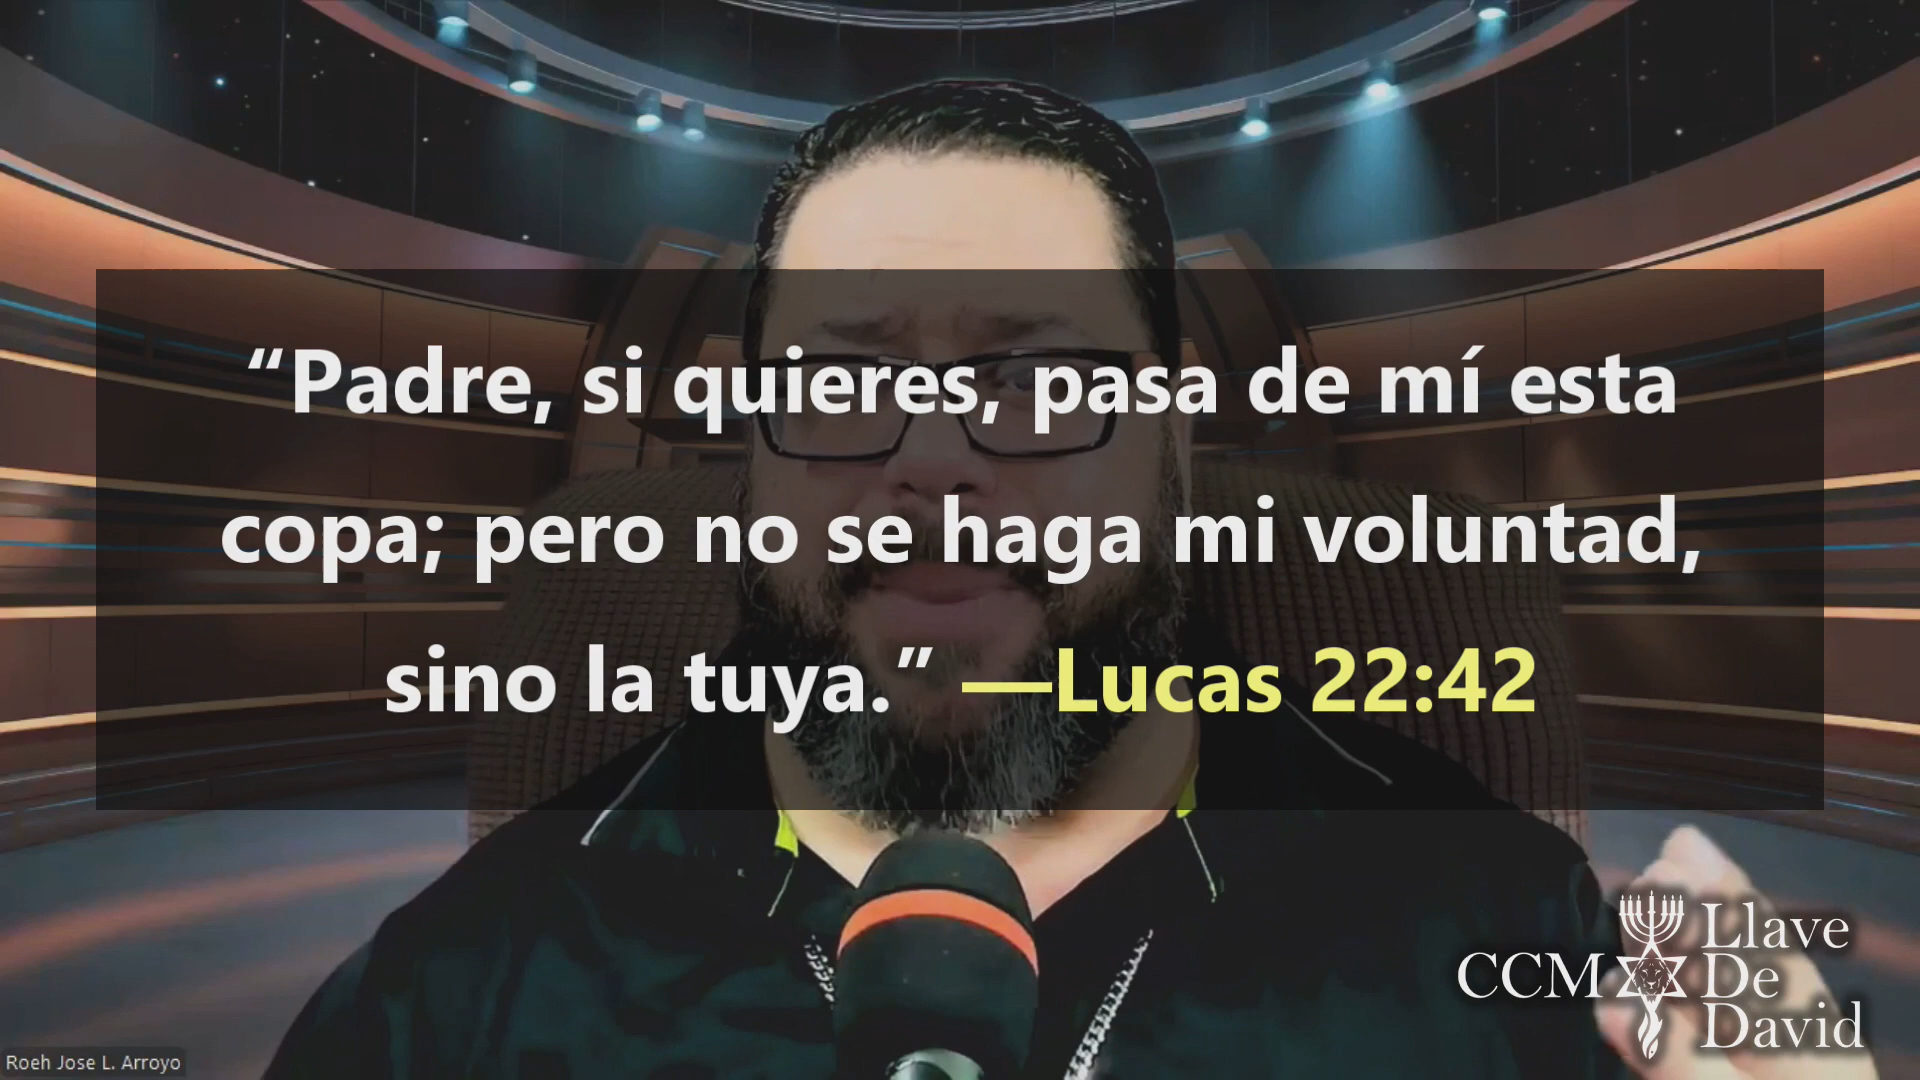 “Padre, si quieres, pasa de mí esta
copa; pero no se haga mi voluntad,
sino la tuya.” —Lucas 22:42
CCM
Llave
De
David
Roeh Jose L. Arroyo